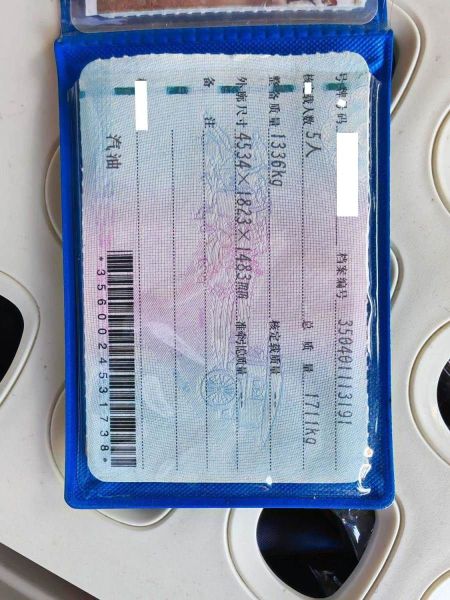 号牌号码 档案编号 350401113191
核 载人数 5人 总质量 1711kg
整备质量 1336kg 核定载质量 --
外廓尺寸 4534×1823×1483mm 准牵引总质量 --
备注
汽油
*3560024531738*